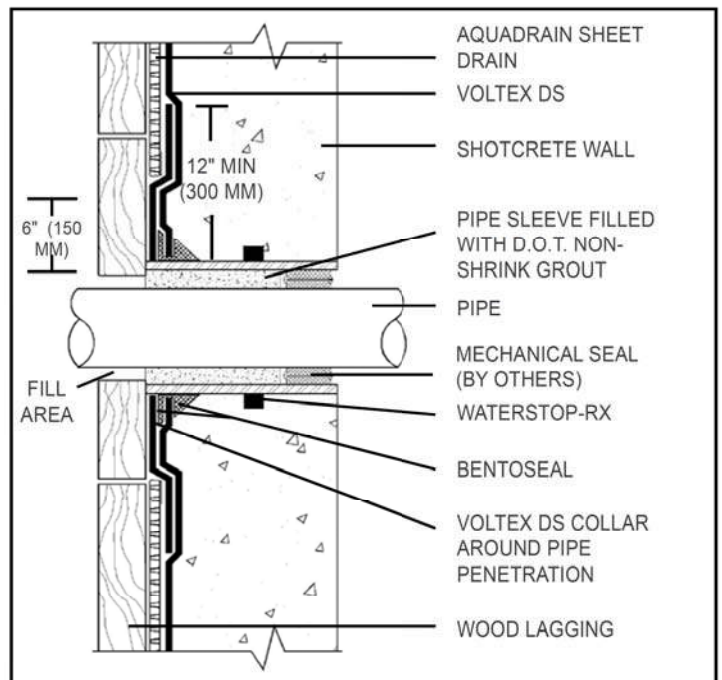 AQUADRAIN SHEET
DRAIN
VOLTEX DS
SHOTCRETE WALL
12" MIN
(300 MM)
6" (150
MM)
PIPE SLEEVE FILLED
WITH D.O.T. NON-
SHRINK GROUT
PIPE
MECHANICAL SEAL
(BY OTHERS)
FILL
AREA
WATERSTOP-RX
BENTOSEAL
VOLTEX DS COLLAR
AROUND PIPE
PENETRATION
WOOD LAGGING